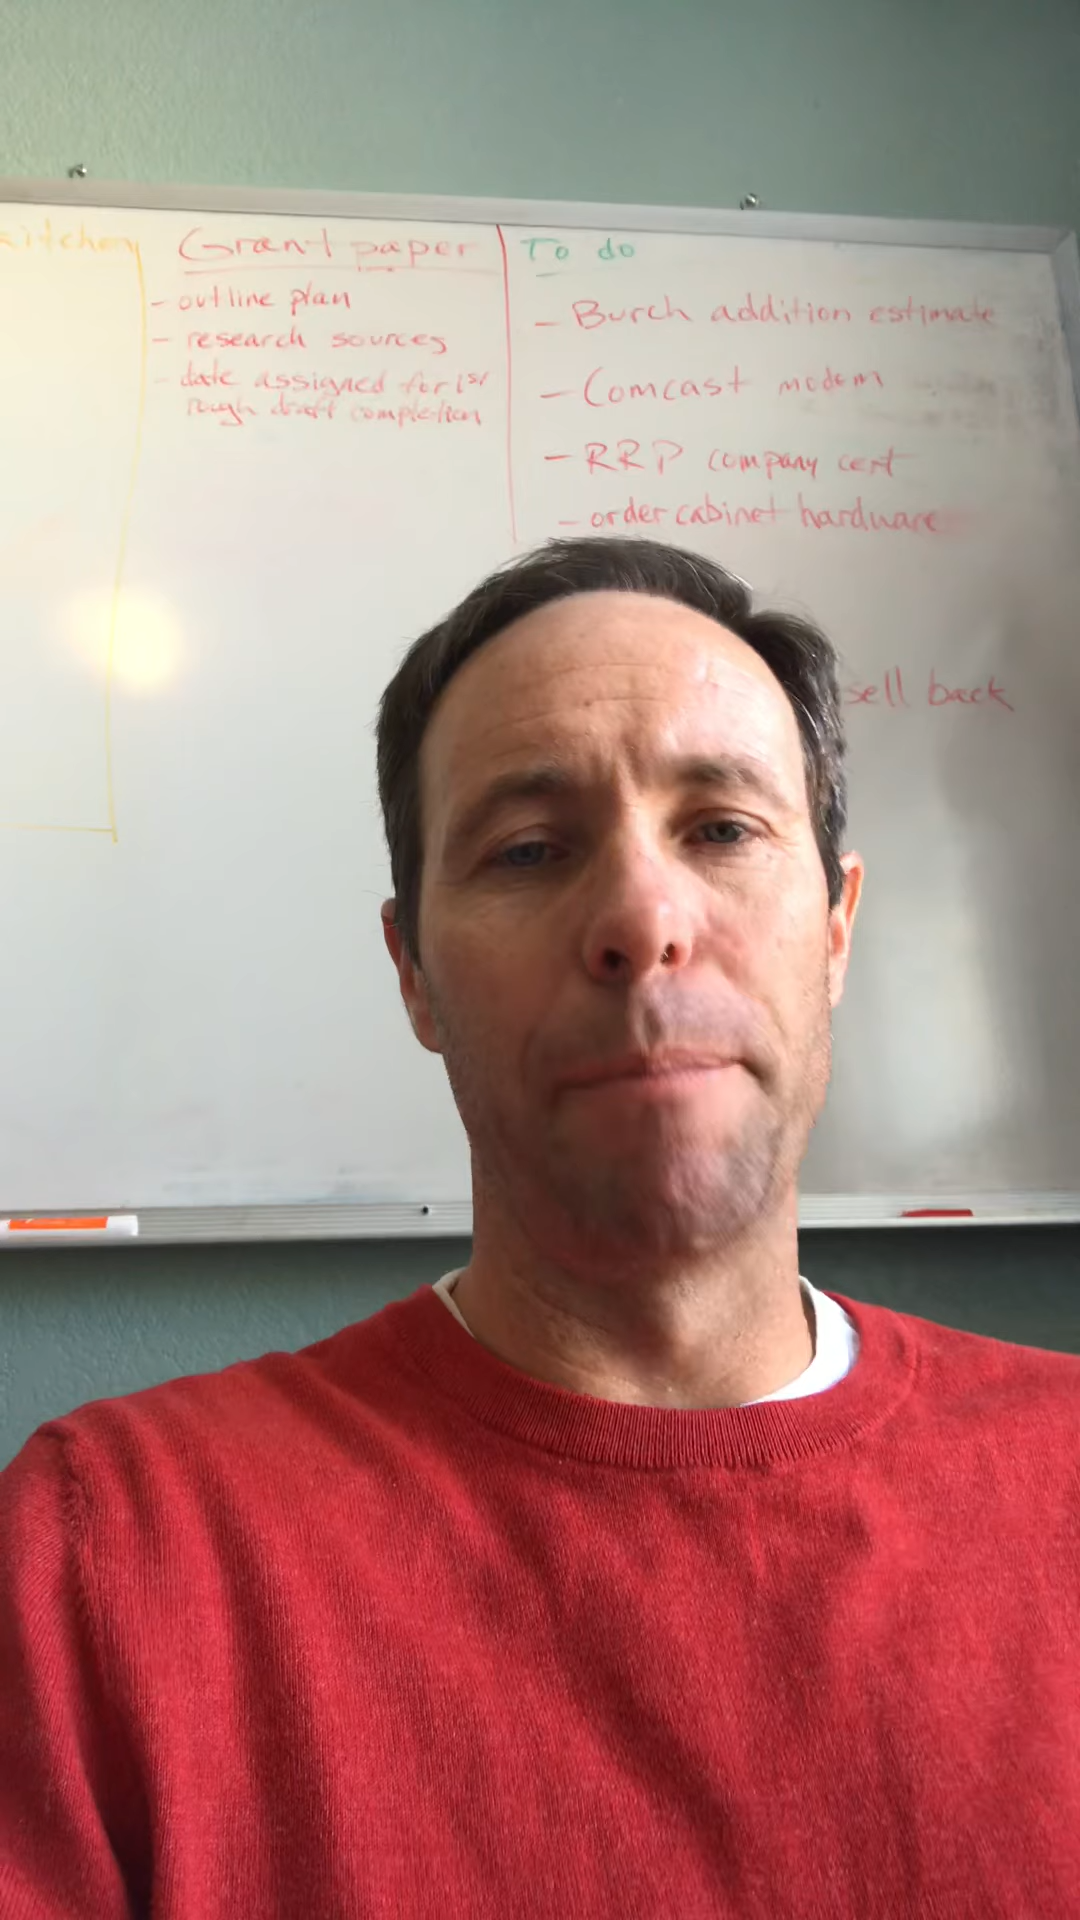 kitchen
Grant paper
- outline plan
- research sources
- date assigned for 1st
rough draft completion
To do
- Burch addition estimate
- Comcast modem
- RRP company cert
- order cabinet hardware
sell back